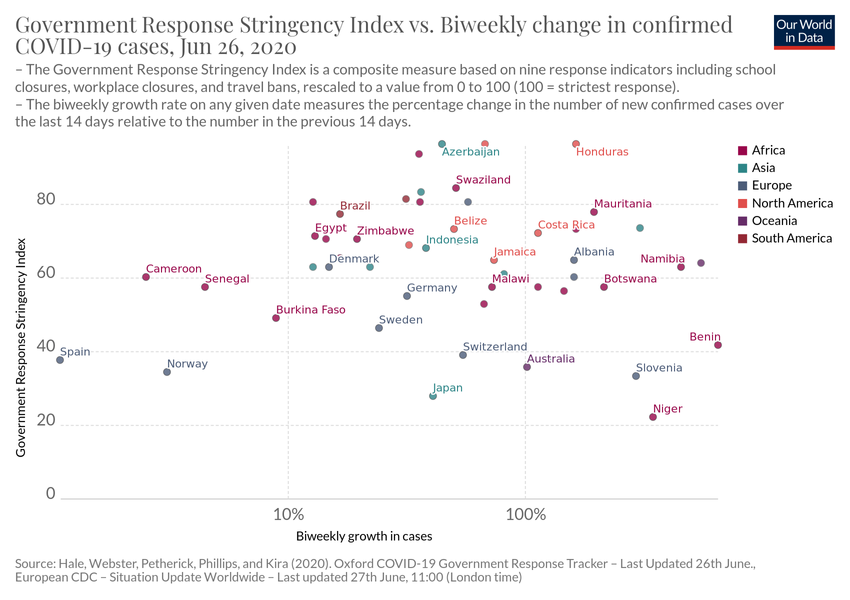 Government Response Stringency Index vs. Biweekly change in confirmed
COVID-19 cases, Jun 26, 2020
Our World
in Data
– The Government Response Stringency Index is a composite measure based on nine response indicators including school
closures, workplace closures, and travel bans, rescaled to a value from 0 to 100 (100 = strictest response).
– The biweekly growth rate on any given date measures the percentage change in the number of new confirmed cases over
the last 14 days relative to the number in the previous 14 days.
Africa
Asia
Europe
North America
Oceania
South America
Government Response Stringency Index
80
60
40
20
0
Azerbaijan
Honduras
Swaziland
Brazil
Mauritania
Belize
Costa Rica
Egypt
Zimbabwe
Indonesia
Jamaica
Albania
Denmark
Namibia
Cameroon
Senegal
Malawi
Botswana
Germany
Burkina Faso
Sweden
Benin
Spain
Switzerland
Norway
Australia
Slovenia
Japan
Niger
10%
100%
Biweekly growth in cases
Source: Hale, Webster, Petherick, Phillips, and Kira (2020). Oxford COVID-19 Government Response Tracker – Last Updated 26th June.,
European CDC – Situation Update Worldwide – Last updated 27th June, 11:00 (London time)